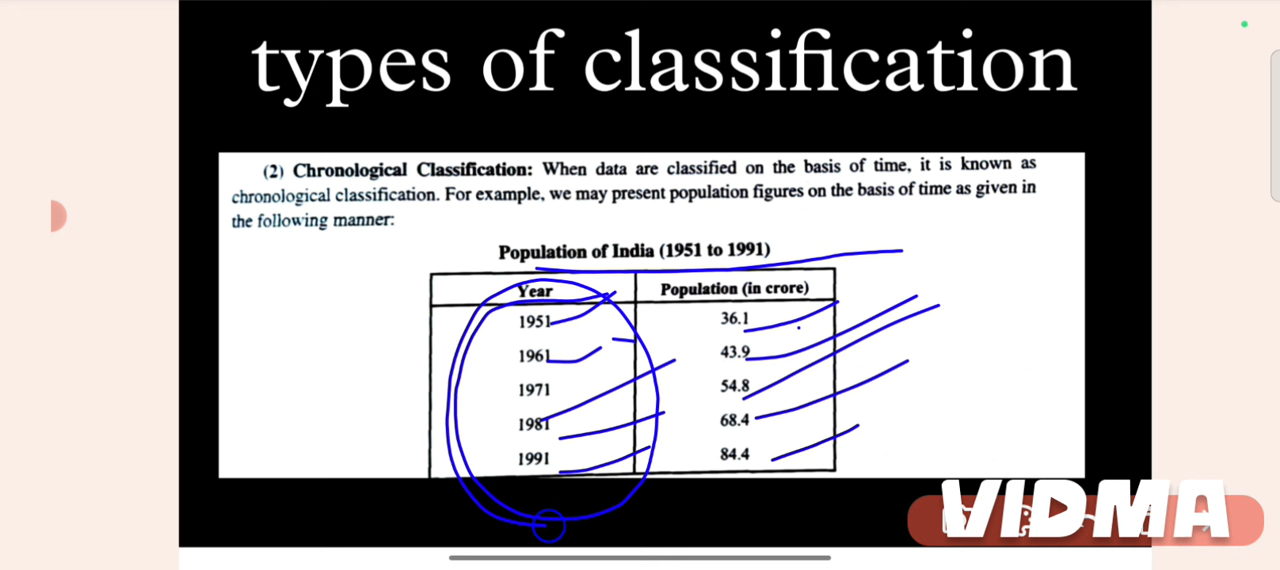 types of classification
(2) Chronological Classification: When data are classified on the basis of time, it is known as
chronological classification. For example, we may present population figures on the basis of time as given in
the following manner:
Population of India (1951 to 1991)
Year Population (in crore)
1951 36.1
1961 43.9
1971 54.8
1981 68.4
1991 84.4
VIDMA